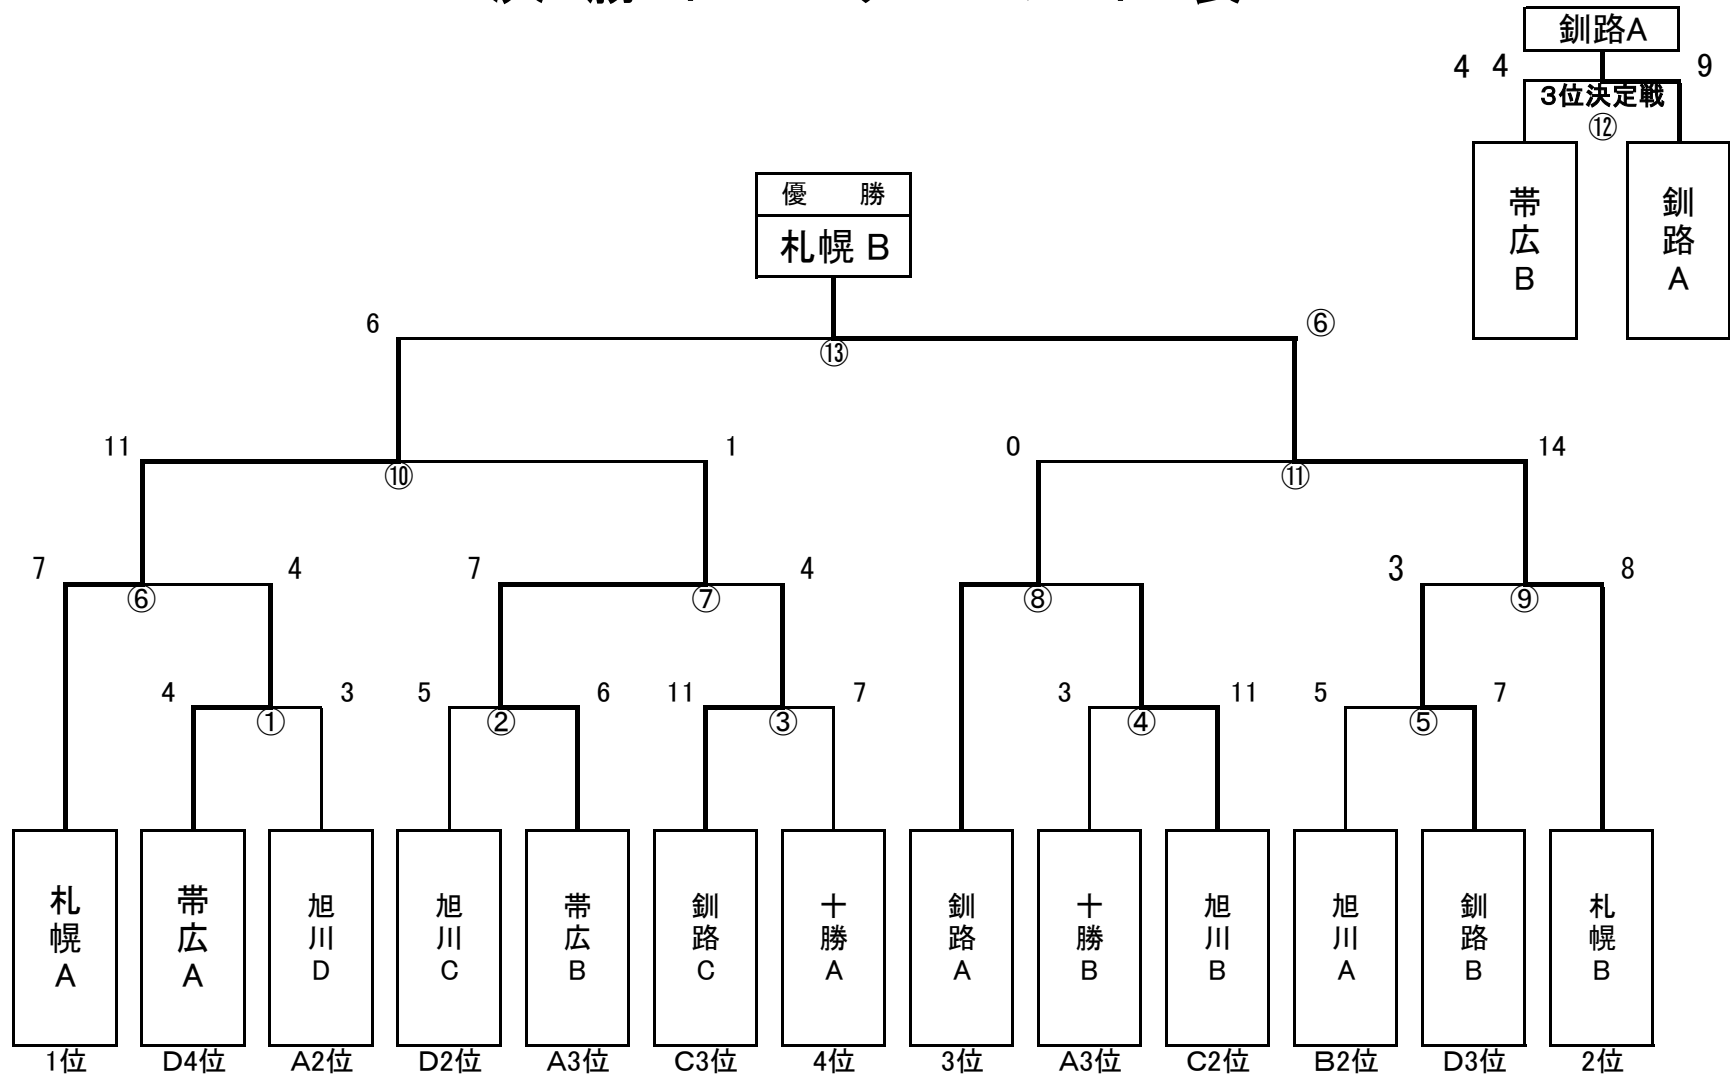 釧路A
4 4 9
3位決定戦
⑫
帯広B 釧路A
優 勝
札幌 B
6 ⑥
⑬
11 1 0 14
⑩ ⑪
7 4 7 4 3 8
⑥ ⑦ ⑧ ⑨
4 3 5 6 11 7 3 11 5 7
① ② ③ ④ ⑤
札幌A 帯広A 旭川D 旭川C 帯広B 釧路C 十勝A 釧路A 十勝B 旭川B 旭川A 釧路B 札幌B
1位 D4位 A2位 D2位 A3位 C3位 4位 3位 A3位 C2位 B2位 D3位 2位